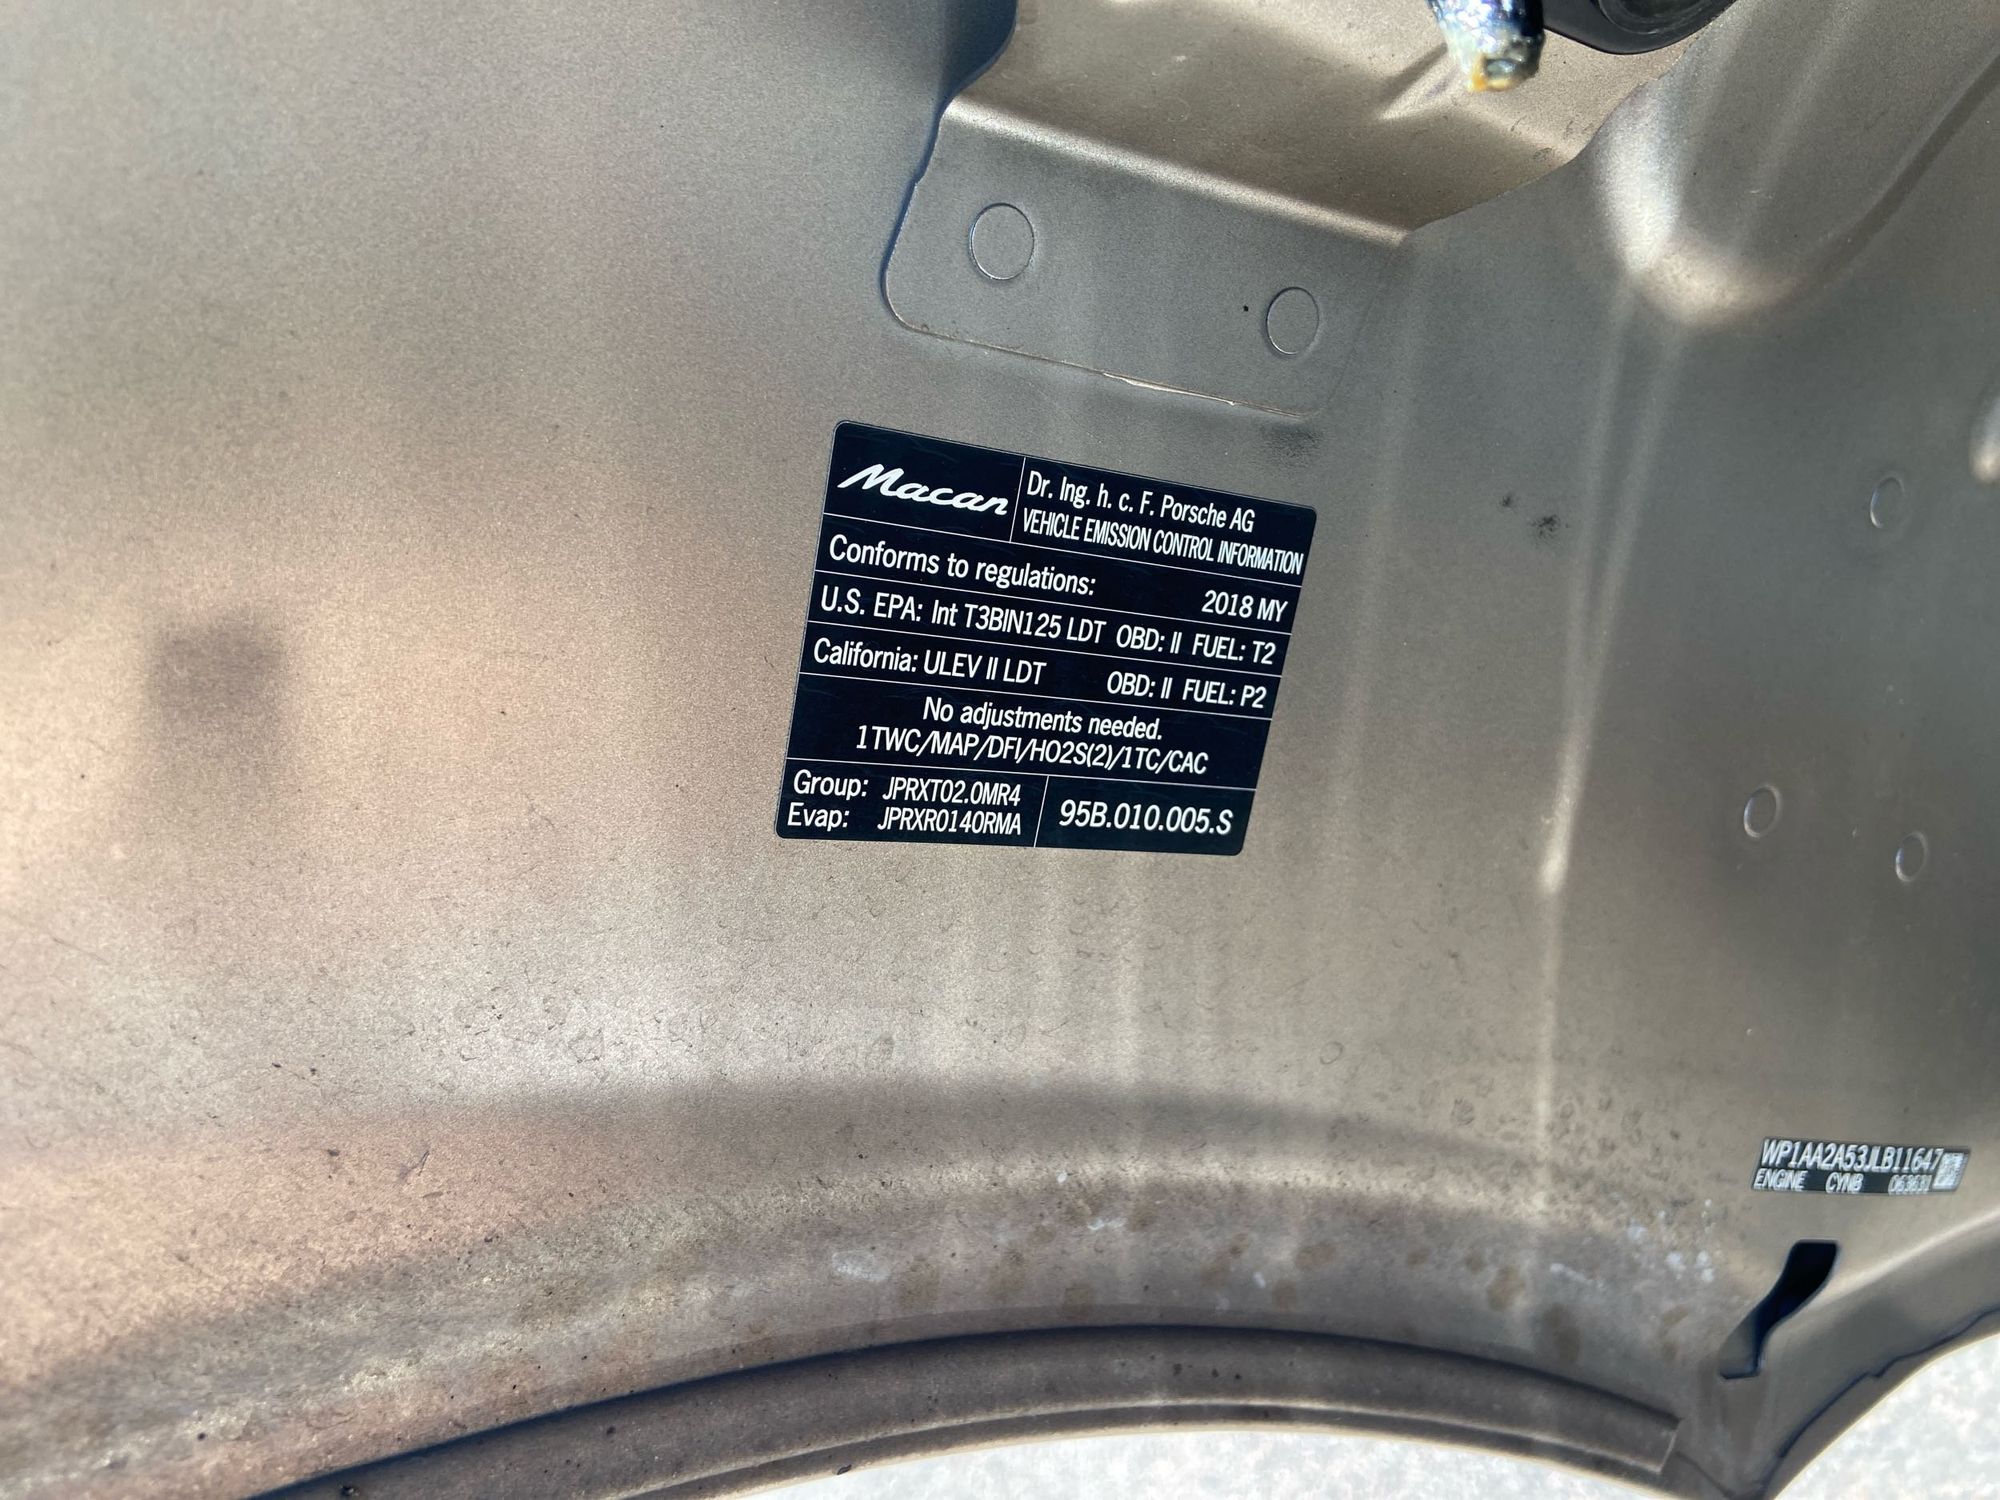 Macan
Dr. Ing. h. c. F. Porsche AG
VEHICLE EMISSION CONTROL INFORMATION
Conforms to regulations: 2018 MY
U.S. EPA: Int T3BIN125 LDT OBD: II FUEL: T2
California: ULEV II LDT OBD: II FUEL: P2
No adjustments needed.
1TWC/MAP/DFI/HO2S(2)/1TC/CAC
Group: JPRXT02.0MR4
Evap: JPRXR0140RMA
95B.010.005.S
WP1AA2A53JLB11647
ENGINE CYNB